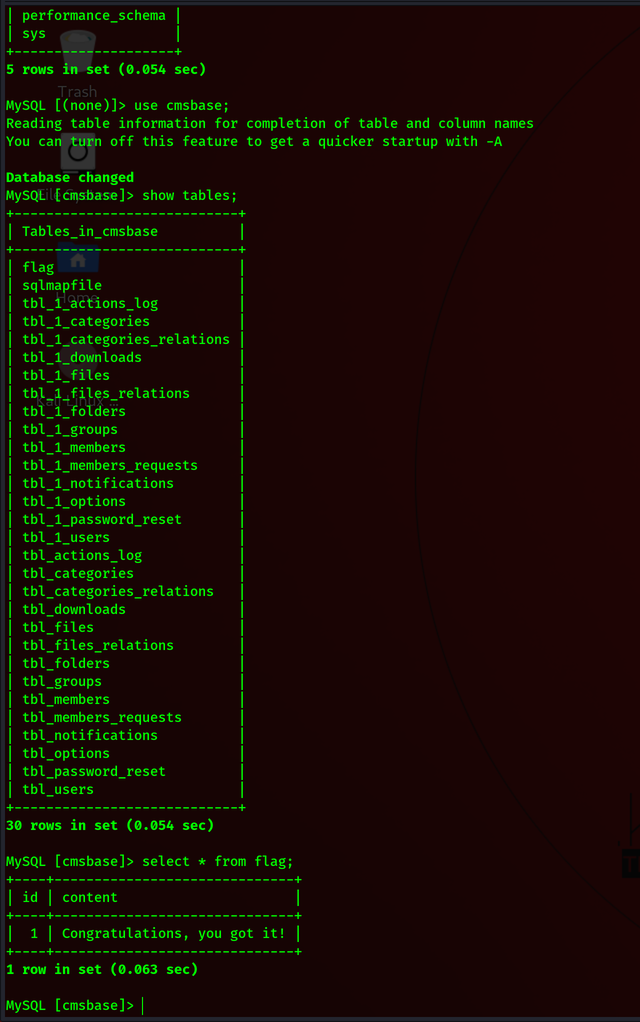 | performance_schema |
| sys                |
+--------------------+
5 rows in set (0.054 sec)
MySQL [(none)]> use cmsbase;
Reading table information for completion of table and column names
You can turn off this feature to get a quicker startup with -A
Database changed
MySQL [cmsbase]> show tables;
+----------------------------+
| Tables_in_cmsbase          |
+----------------------------+
| flag                       |
| sqlmapfile                 |
| tbl_1_actions_log          |
| tbl_1_categories           |
| tbl_1_categories_relations |
| tbl_1_downloads            |
| tbl_1_files                |
| tbl_1_files_relations      |
| tbl_1_folders              |
| tbl_1_groups               |
| tbl_1_members              |
| tbl_1_members_requests     |
| tbl_1_notifications        |
| tbl_1_options              |
| tbl_1_password_reset       |
| tbl_1_users                |
| tbl_actions_log            |
| tbl_categories             |
| tbl_categories_relations   |
| tbl_downloads              |
| tbl_files                  |
| tbl_files_relations        |
| tbl_folders                |
| tbl_groups                 |
| tbl_members                |
| tbl_members_requests       |
| tbl_notifications          |
| tbl_options                |
| tbl_password_reset         |
| tbl_users                  |
+----------------------------+
30 rows in set (0.054 sec)
MySQL [cmsbase]> select * from flag;
+----+------------------------------+
| id | content                      |
+----+------------------------------+
|  1 | Congratulations, you got it! |
+----+------------------------------+
1 row in set (0.063 sec)
MySQL [cmsbase]>
Trash
Home